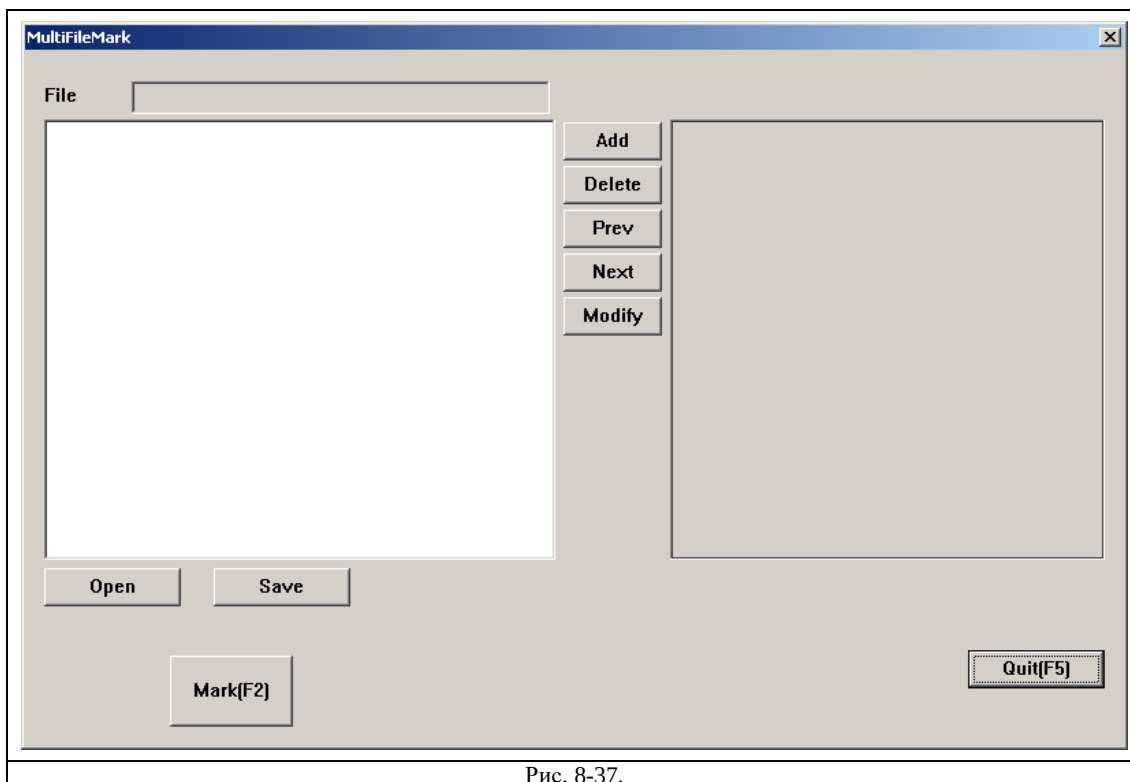 MultiFileMark
File
Add
Delete
Prev
Next
Modify
Open Save
Quit(F5)
Mark(F2)
Рис. 8-37.